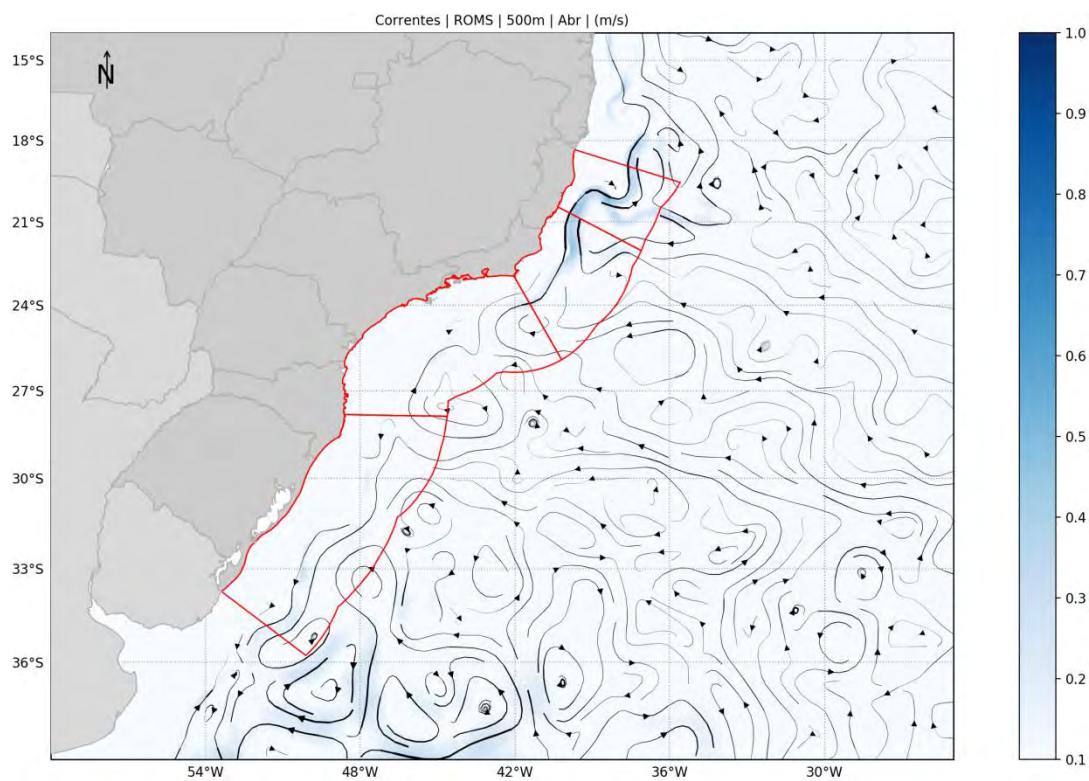 Correntes | ROMS | 500m | Abr | (m/s)
N
15°S
18°S
21°S
24°S
27°S
30°S
33°S
36°S
54°W
48°W
42°W
36°W
30°W
1.0
0.9
0.8
0.7
0.6
0.5
0.4
0.3
0.2
0.1